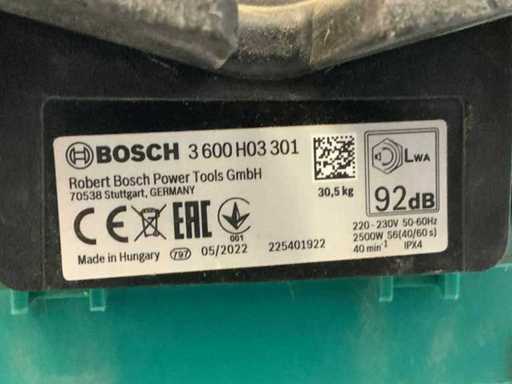 BOSCH 3 600 H03 301
Robert Bosch Power Tools GmbH
70538 Stuttgart, GERMANY
30,5 kg
LWA
92dB
CE EAC
001
220 - 230V 50-60Hz
2500W S6(40/60 s)
40 min-1 IPX4
Made in Hungary 797 05/2022 225401922